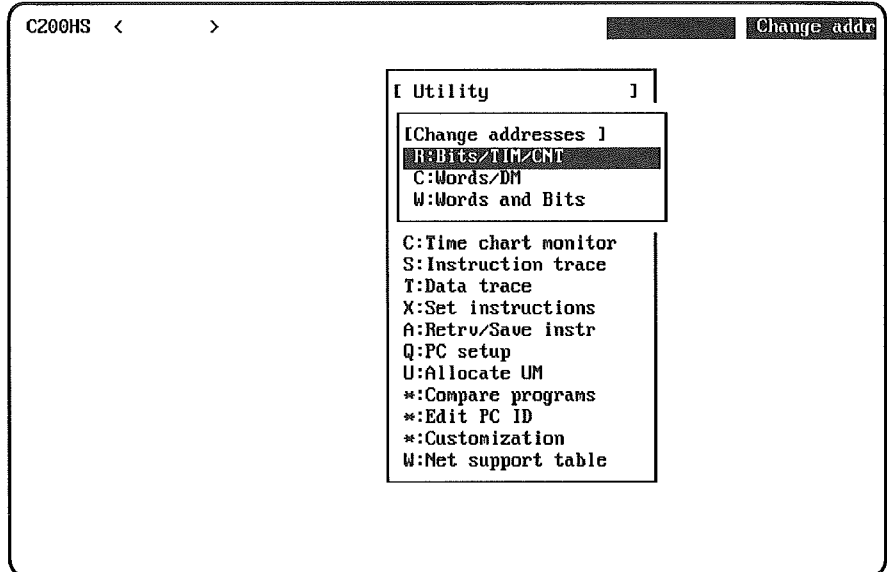 C200HS < > Change addr
[ Utility ]
[Change addresses ]
R:Bits/TIM/CNT
C:Words/DM
W:Words and Bits
C:Time chart monitor
S:Instruction trace
T:Data trace
X:Set instructions
A:Retrv/Save instr
Q:PC setup
U:Allocate UM
*:Compare programs
*:Edit PC ID
*:Customization
W:Net support table